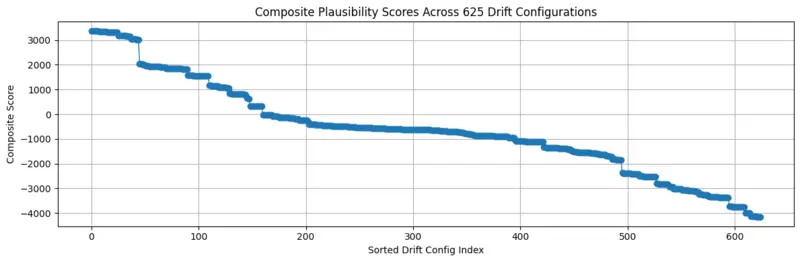 Composite Plausibility Scores Across 625 Drift Configurations
Composite Score
3000
2000
1000
0
−1000
−2000
−3000
−4000
0 100 200 300 400 500 600
Sorted Drift Config Index